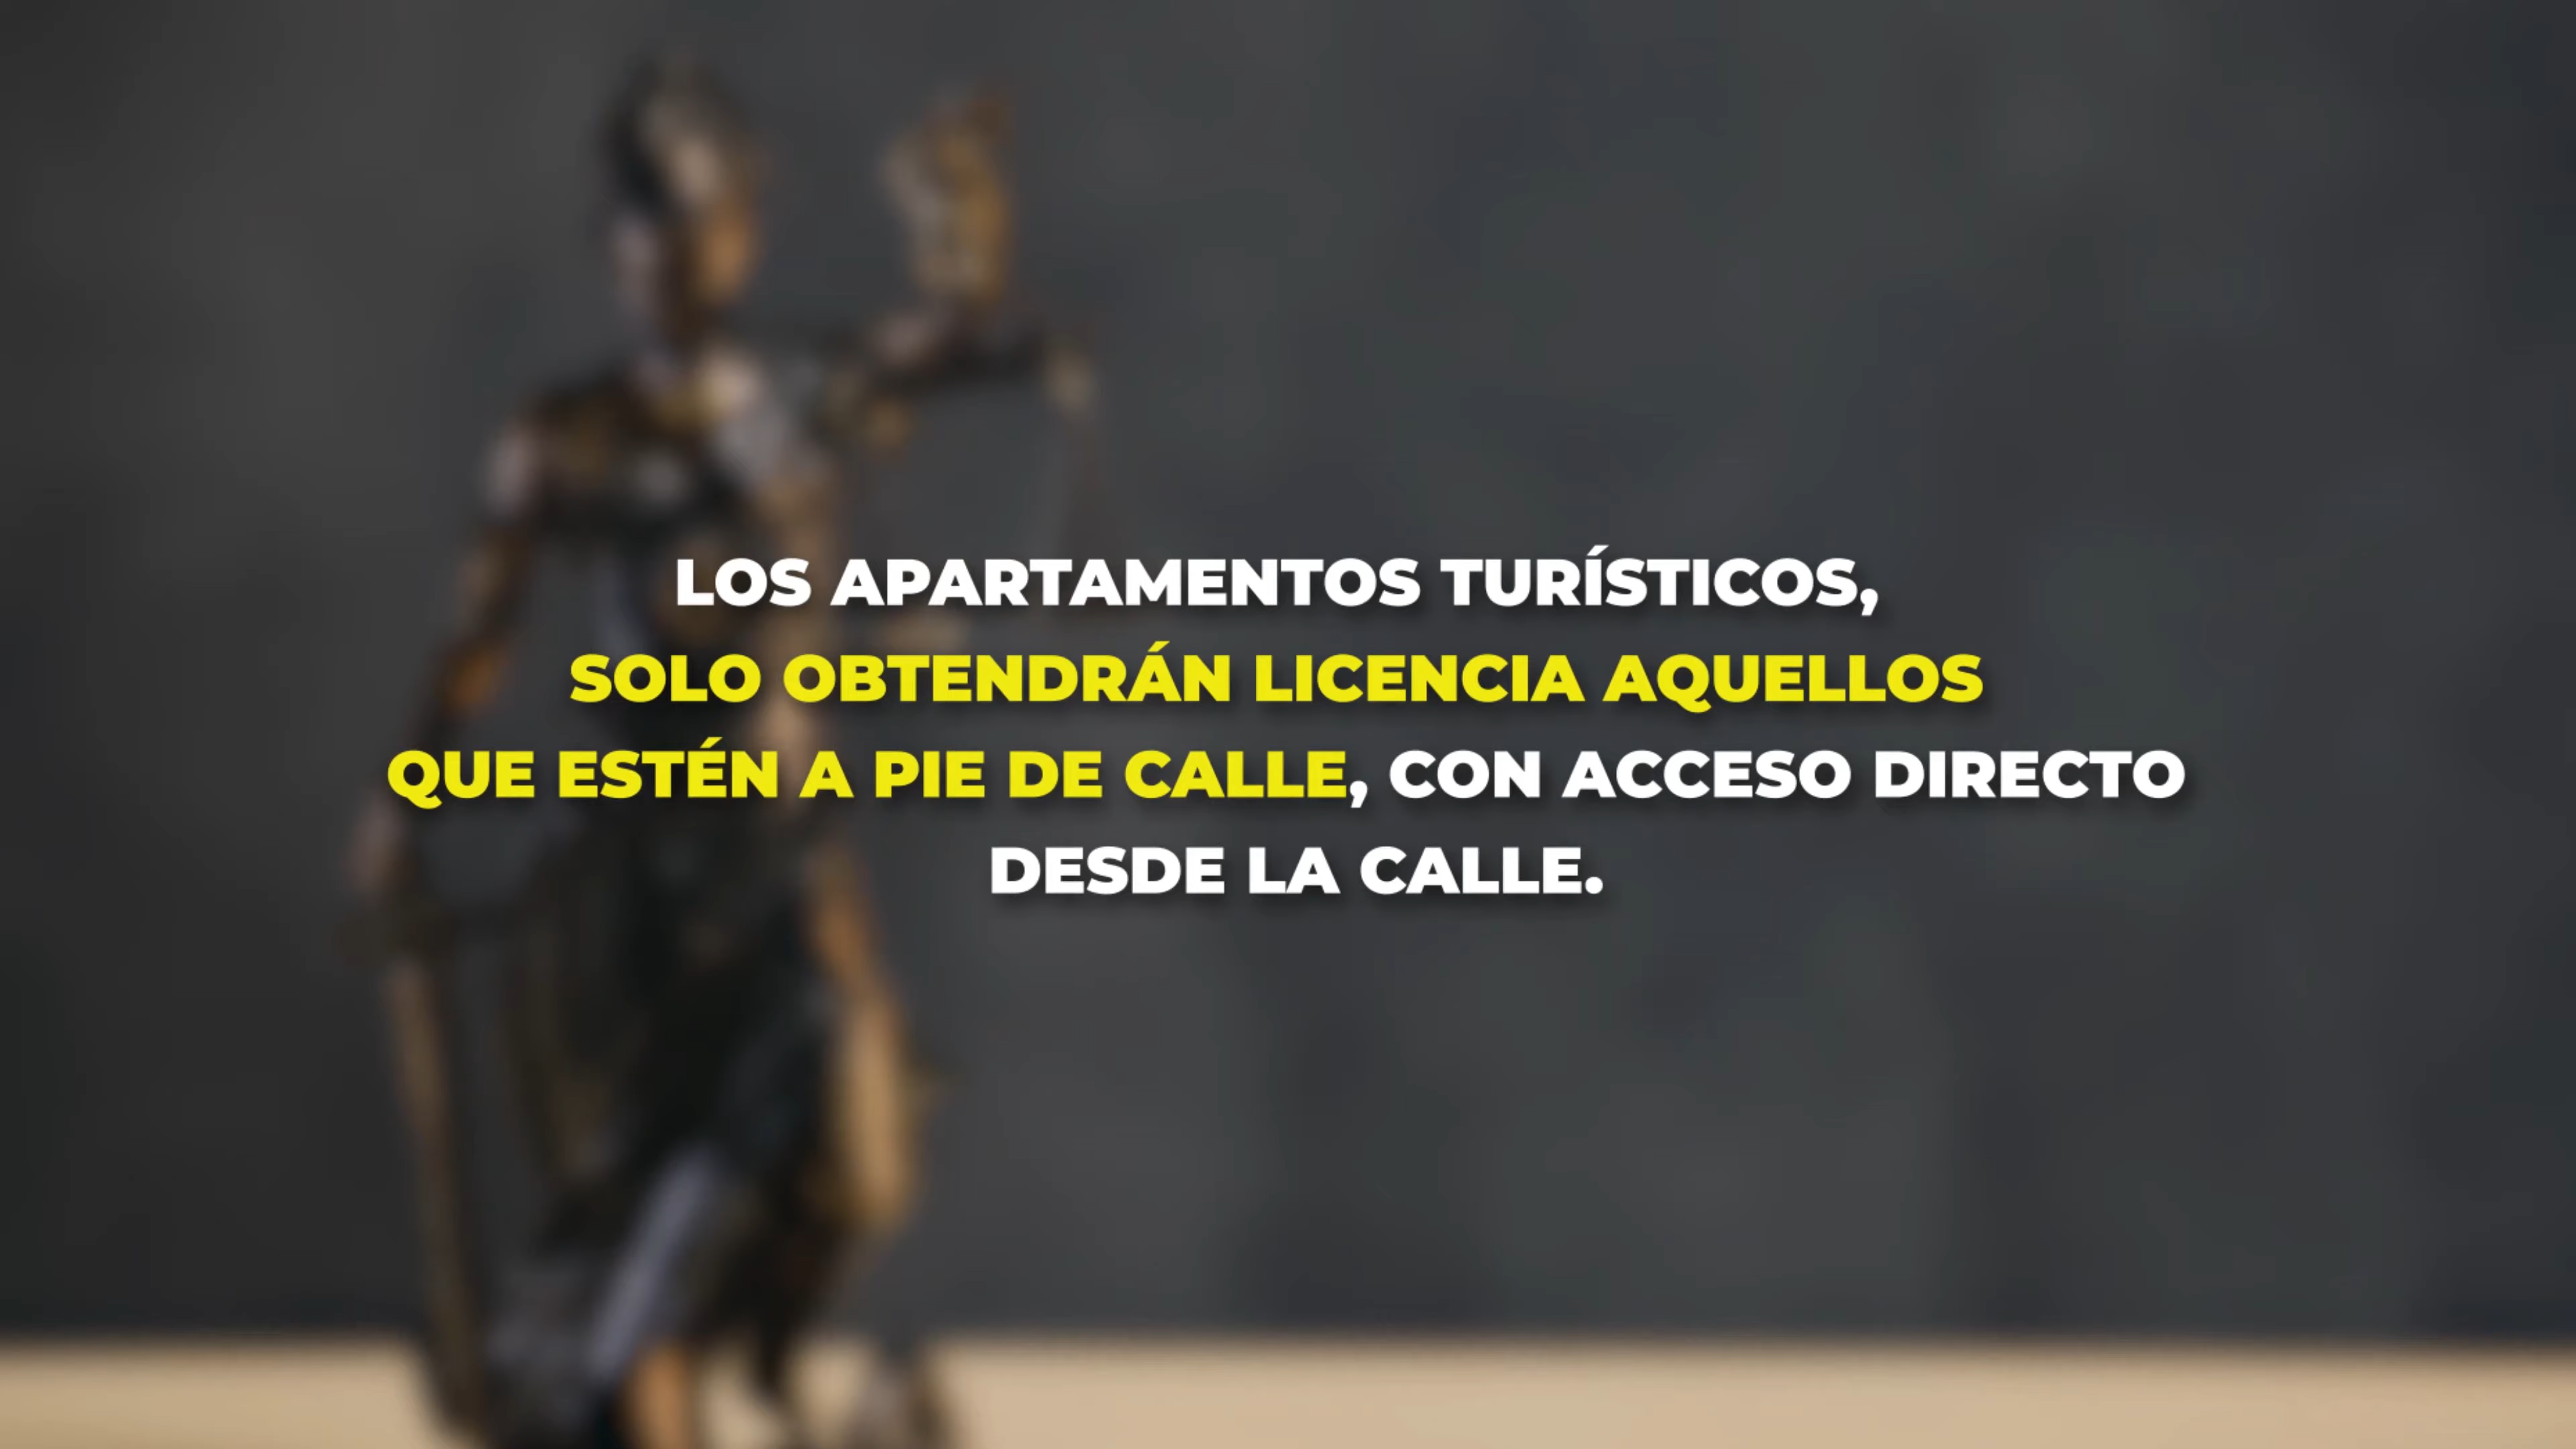 LOS APARTAMENTOS TURÍSTICOS,
SOLO OBTENDRÁN LICENCIA AQUELLOS
QUE ESTÉN A PIE DE CALLE, CON ACCESO DIRECTO
DESDE LA CALLE.